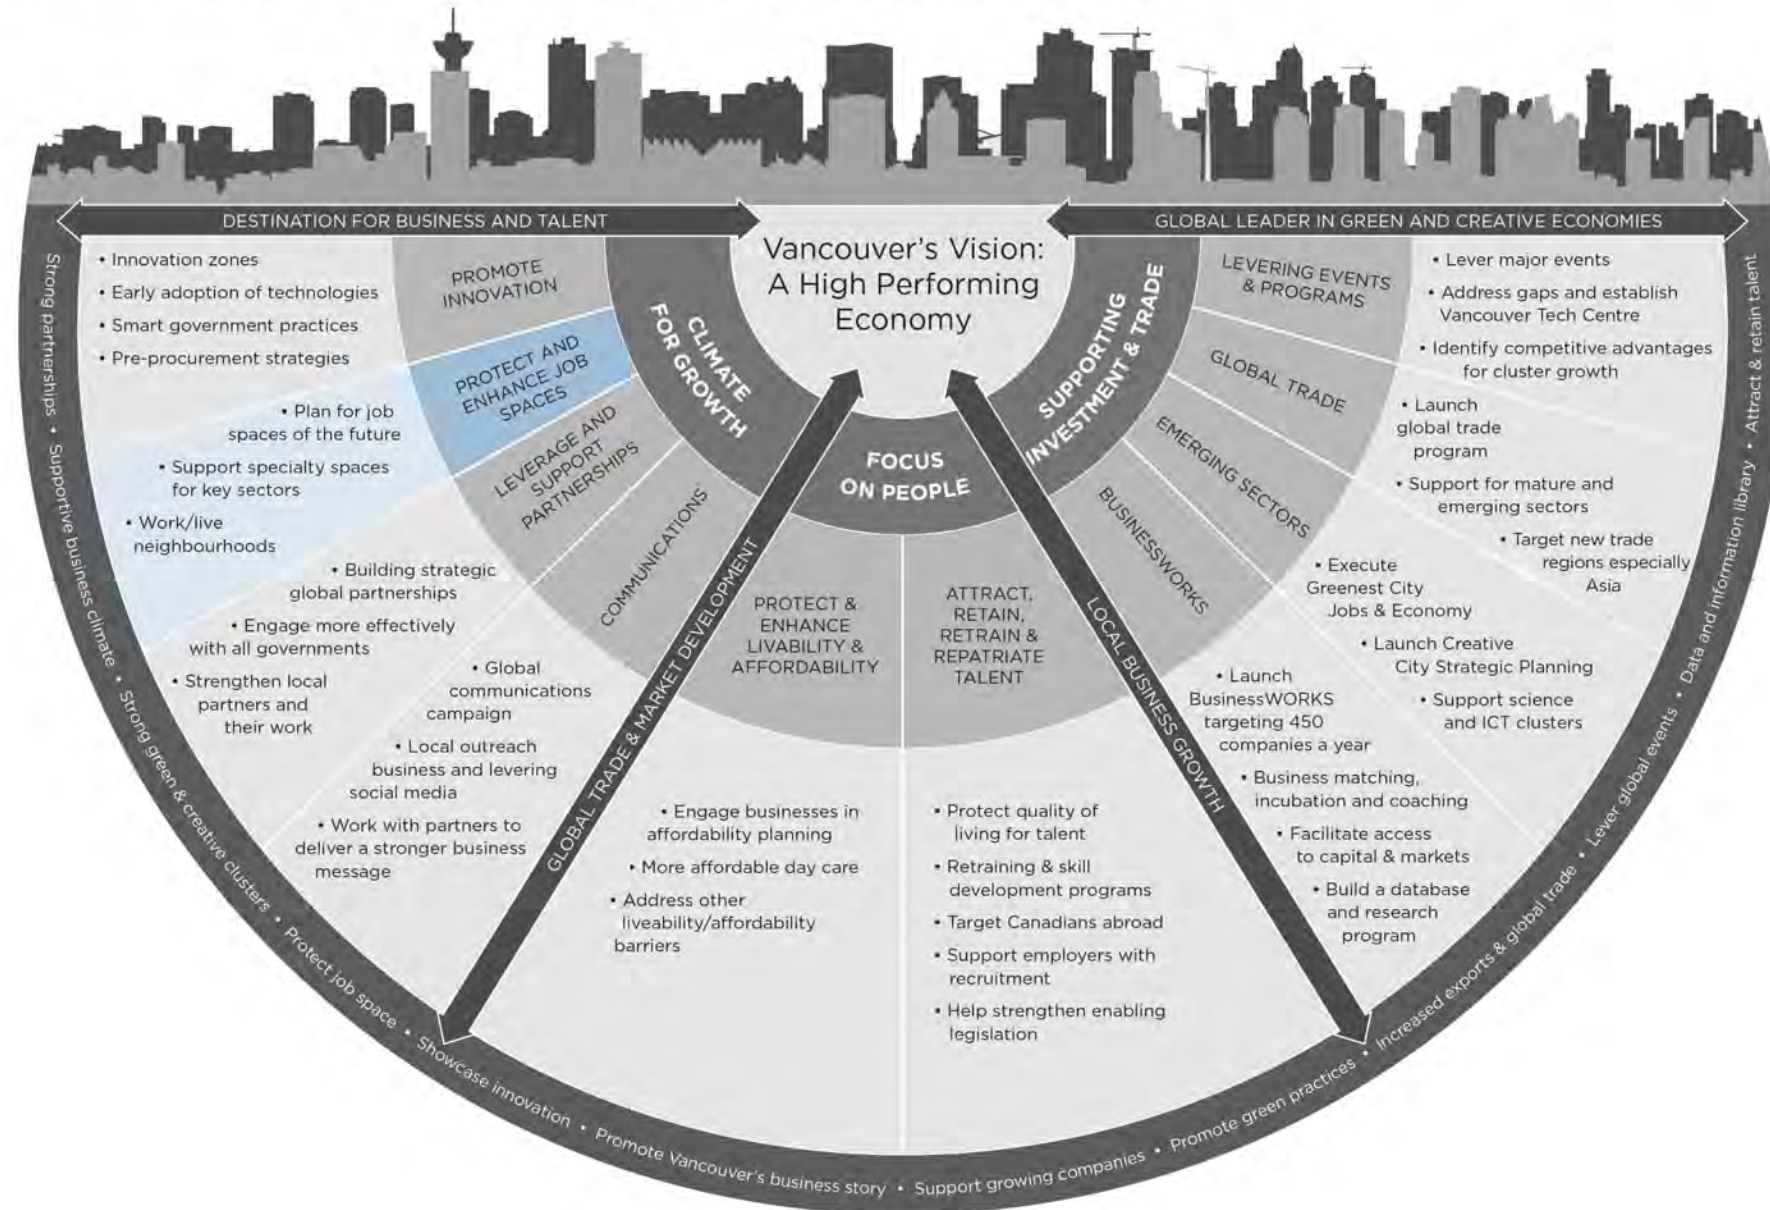 DESTINATION FOR BUSINESS AND TALENT
GLOBAL LEADER IN GREEN AND CREATIVE ECONOMIES
Vancouver's Vision:
A High Performing
Economy
CLIMATE
FOR GROWTH
FOCUS
ON PEOPLE
SUPPORTING
INVESTMENT & TRADE
PROMOTE
INNOVATION
• Innovation zones
• Early adoption of technologies
• Smart government practices
• Pre-procurement strategies
PROTECT AND
ENHANCE JOB
SPACES
• Plan for job
spaces of the future
• Support specialty spaces
for key sectors
• Work/live
neighbourhoods
LEVERAGE AND
SUPPORT
PARTNERSHIPS
• Building strategic
global partnerships
• Engage more effectively
with all governments
• Strengthen local
partners and
their work
COMMUNICATIONS
• Global
communications
campaign
• Local outreach
business and levering
social media
• Work with partners to
deliver a stronger business
message
GLOBAL TRADE & MARKET DEVELOPMENT
PROTECT &
ENHANCE
LIVABILITY &
AFFORDABILITY
• Engage businesses in
affordability planning
• More affordable day care
• Address other
liveability/affordability
barriers
ATTRACT,
RETAIN,
RETRAIN &
REPATRIATE
TALENT
• Protect quality of
living for talent
• Retraining & skill
development programs
• Target Canadians abroad
• Support employers with
recruitment
• Help strengthen enabling
legislation
LOCAL BUSINESS GROWTH
BUSINESSWORKS
• Launch
BusinessWORKS
targeting 450
companies a year
• Business matching,
incubation and coaching
• Facilitate access
to capital & markets
• Build a database
and research
program
EMERGING SECTORS
• Execute
Greenest City
Jobs & Economy
• Launch Creative
City Strategic Planning
• Support science
and ICT clusters
GLOBAL TRADE
• Launch
global trade
program
• Support for mature and
emerging sectors
• Target new trade
regions especially
Asia
LEVERING EVENTS
& PROGRAMS
• Lever major events
• Address gaps and establish
Vancouver Tech Centre
• Identify competitive advantages
for cluster growth
Strong partnerships • Supportive business climate • Strong green & creative clusters • Protect job space • Showcase innovation • Promote Vancouver's business story • Support growing companies • Promote green practices • Increased exports & global trade • Lever global events • Data and information library • Attract & retain talent